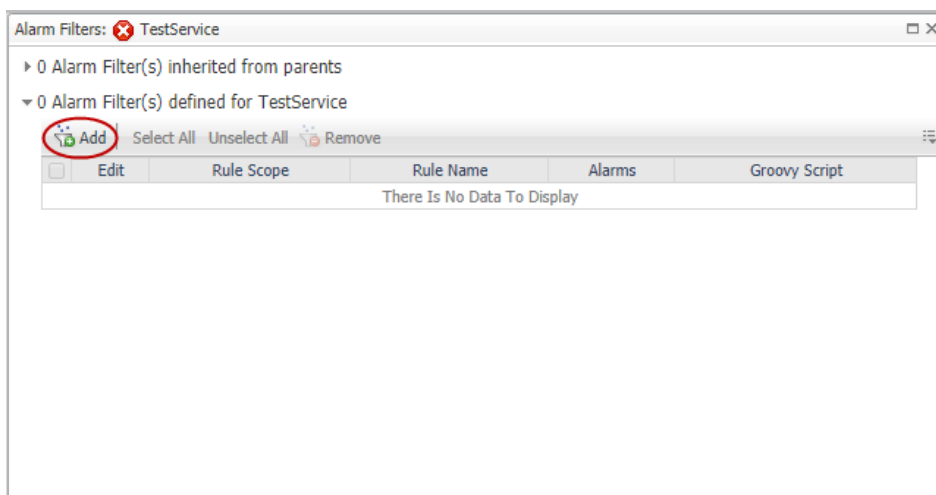 Alarm Filters: TestService
0 Alarm Filter(s) inherited from parents
0 Alarm Filter(s) defined for TestService
Add Select All Unselect All Remove
Edit Rule Scope Rule Name Alarms Groovy Script
There Is No Data To Display